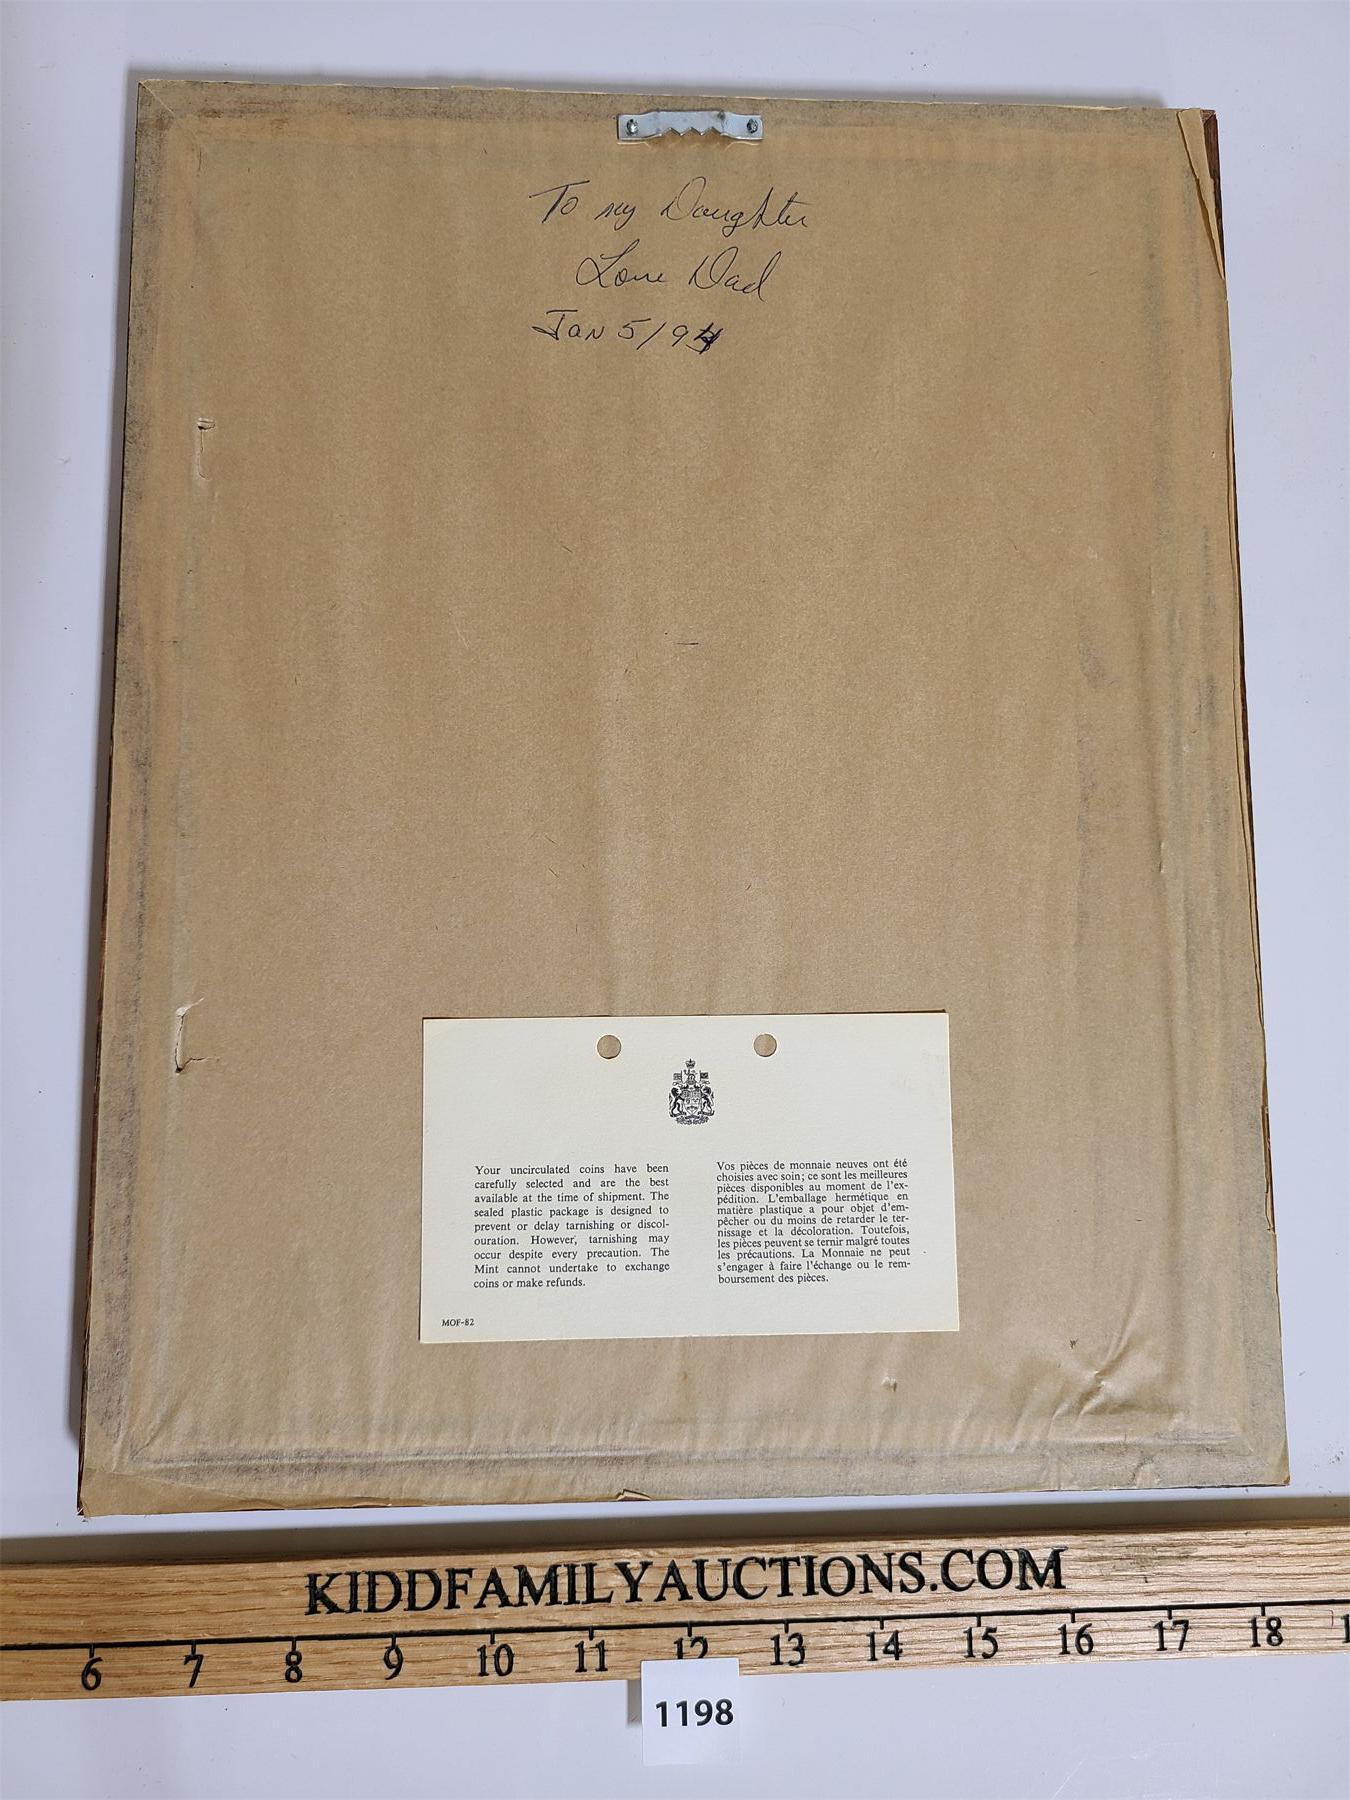 To my Daughter
Love Dad
Jan 5/94
Your uncirculated coins have been
carefully selected and are the best
available at the time of shipment. The
sealed plastic package is designed to
prevent or delay tarnishing or discol-
ouration. However, tarnishing may
occur despite every precaution. The
Mint cannot undertake to exchange
coins or make refunds.
MOF-82
Vos pièces de monnaie neuves ont été
choisies avec soin; ce sont les meilleures
pièces disponibles au moment de l'ex-
pédition. L'emballage hermétique en
matière plastique a pour objet d'em-
pêcher ou du moins de retarder le ter-
nissage et la décoloration. Toutefois,
les pièces peuvent se ternir malgré toutes
les précautions. La Monnaie ne peut
s'engager à faire l'échange ou le rem-
boursement des pièces.
KIDDFAMILYAUCTIONS.COM
6 7 8 9 10 11 12 13 14 15 16 17 18
1198